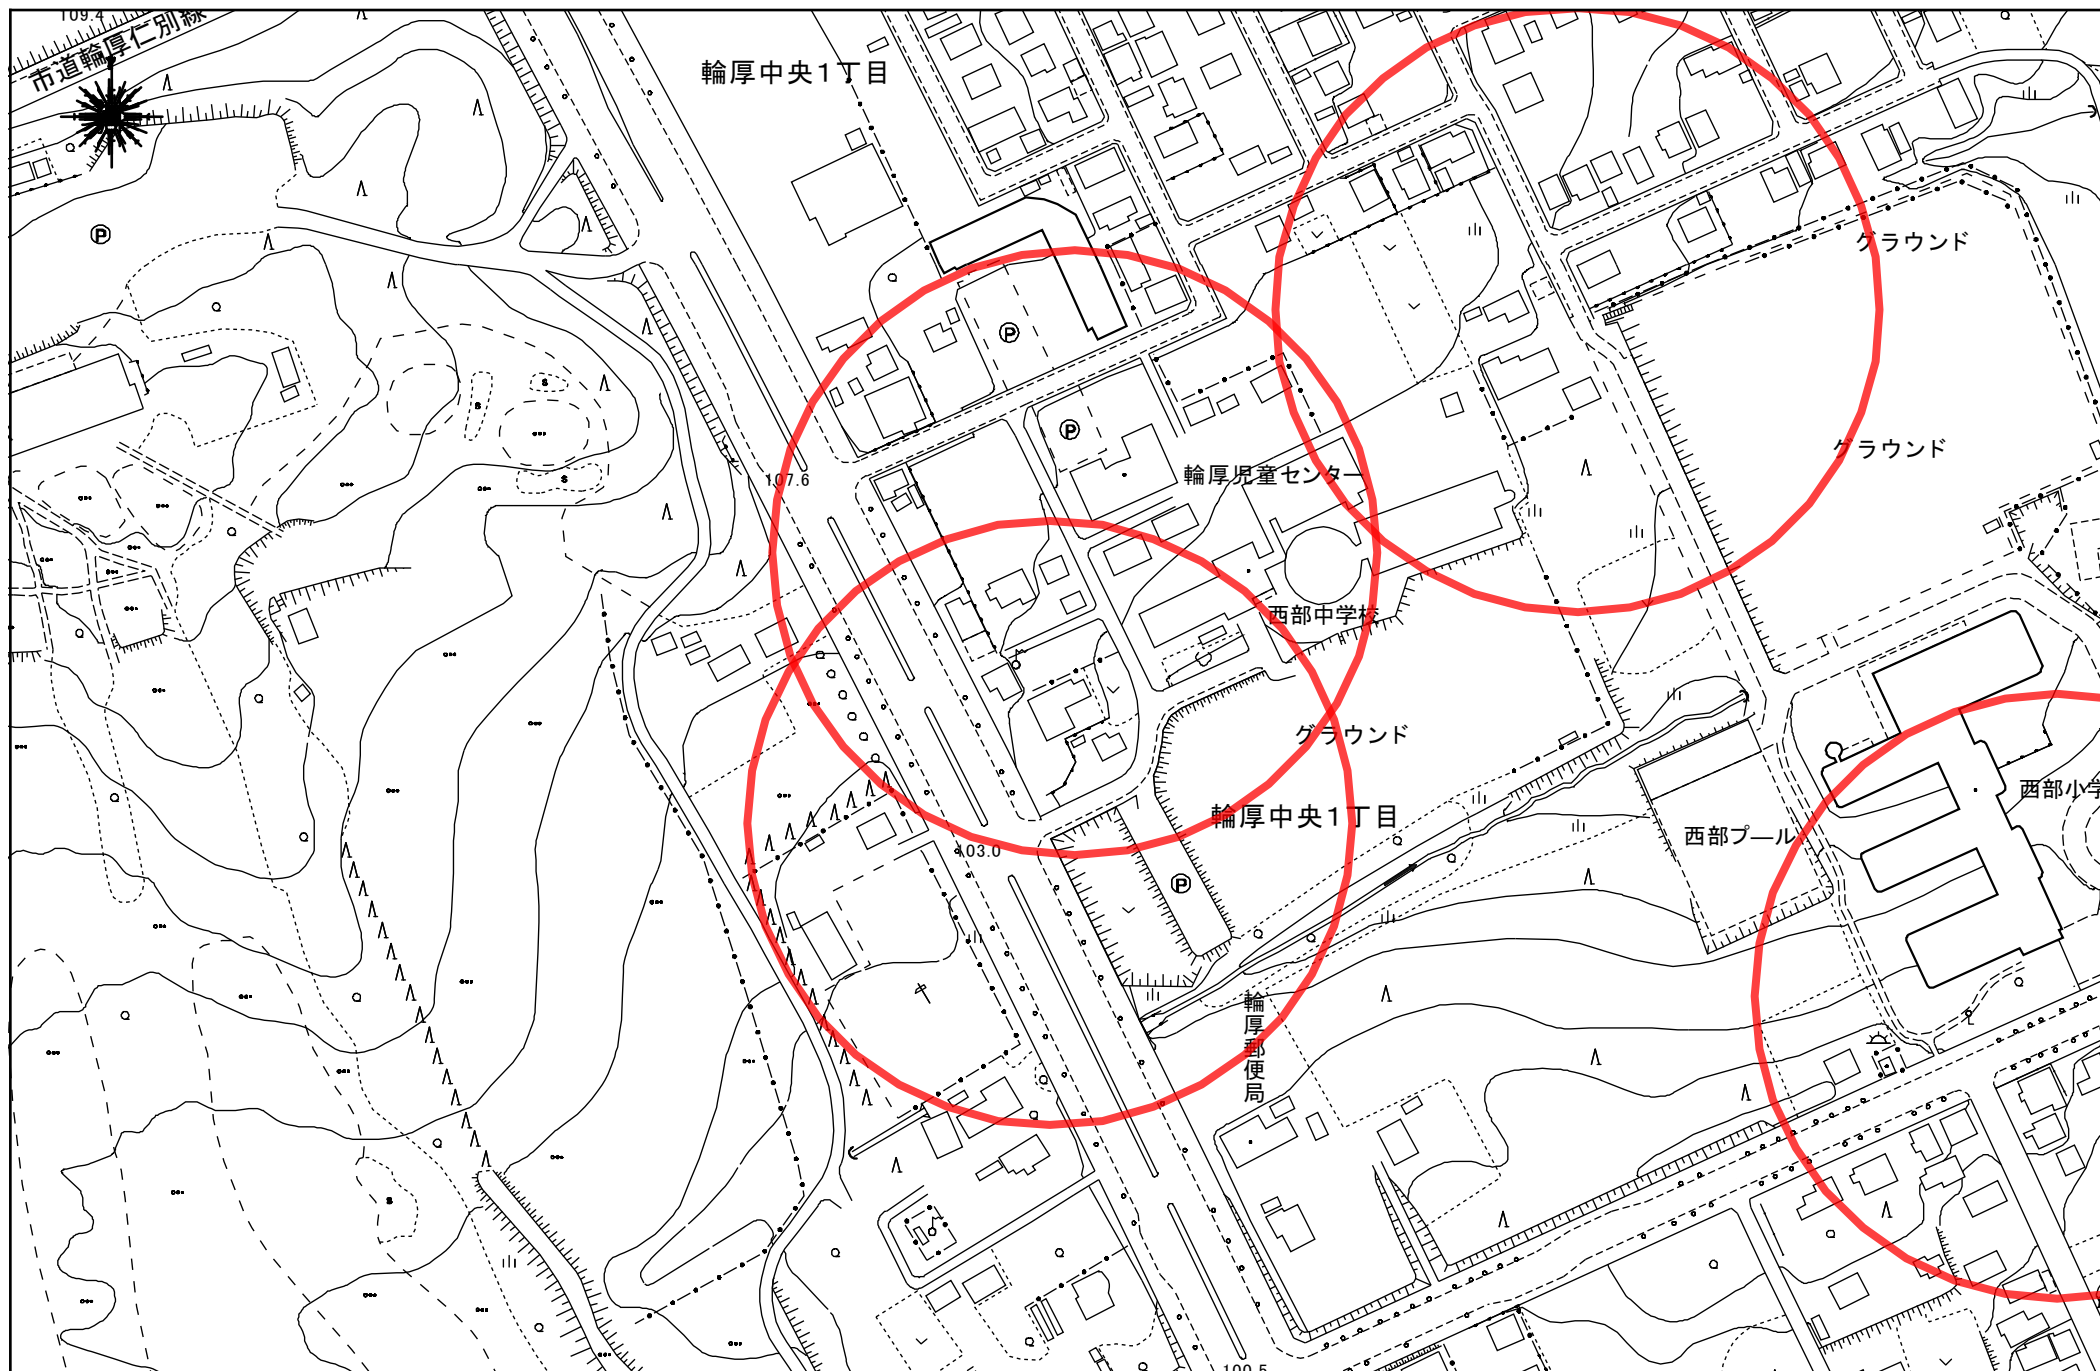 109.4
市道輪厚仁別線
輪厚中央1丁目
P
グラウンド
P
グラウンド
P
輪厚児童センター
107.6
西部中学校
グラウンド
西部小学
輪厚中央1丁目
西部プール
103.0
P
輪厚郵便局
100.5